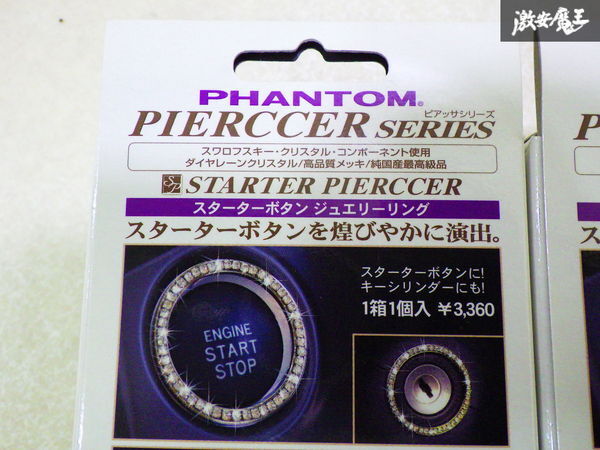 激安魔王
PHANTOM®
ピアッサシリーズ
PIERCCER SERIES
スワロフスキー・クリスタル・コンポーネント使用
ダイヤレーンクリスタル/高品質メッキ/純国産最高級品
SP STARTER PIERCCER
スターターボタン ジュエリーリング
スターターボタンを煌びやかに演出。
スターターボタンに!
キーシリンダーにも!
1箱1個入 ¥3,360
ENGINE
START
STOP
P
ス